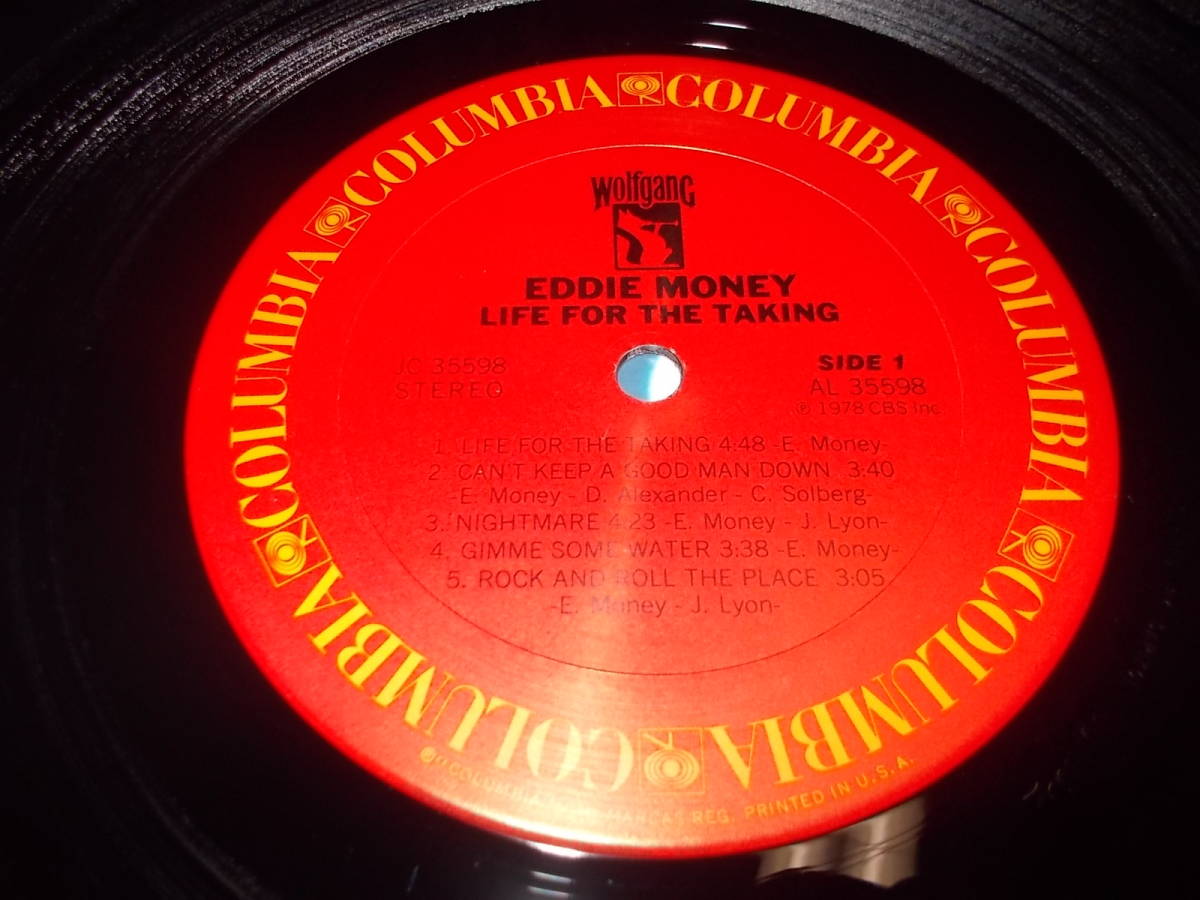 COLUMBIA COLUMBIA COLUMBIA COLUMBIA COLUMBIA COLUMBIA
Wolfgang
EDDIE MONEY
LIFE FOR THE TAKING
JC 35598
STEREO
SIDE 1
AL 35598
℗ 1978 CBS Inc.
1. LIFE FOR THE TAKING 4:48 -E. Money-
2. CAN'T KEEP A GOOD MAN DOWN 3:40
-E. Money - D. Alexander - C. Solberg-
3. NIGHTMARE 4:23 -E. Money - J. Lyon-
4. GIMME SOME WATER 3:38 -E. Money-
5. ROCK AND ROLL THE PLACE 3:05
-E. Money - J. Lyon-
COLUMBIA MARCAS REG. PRINTED IN U.S.A.